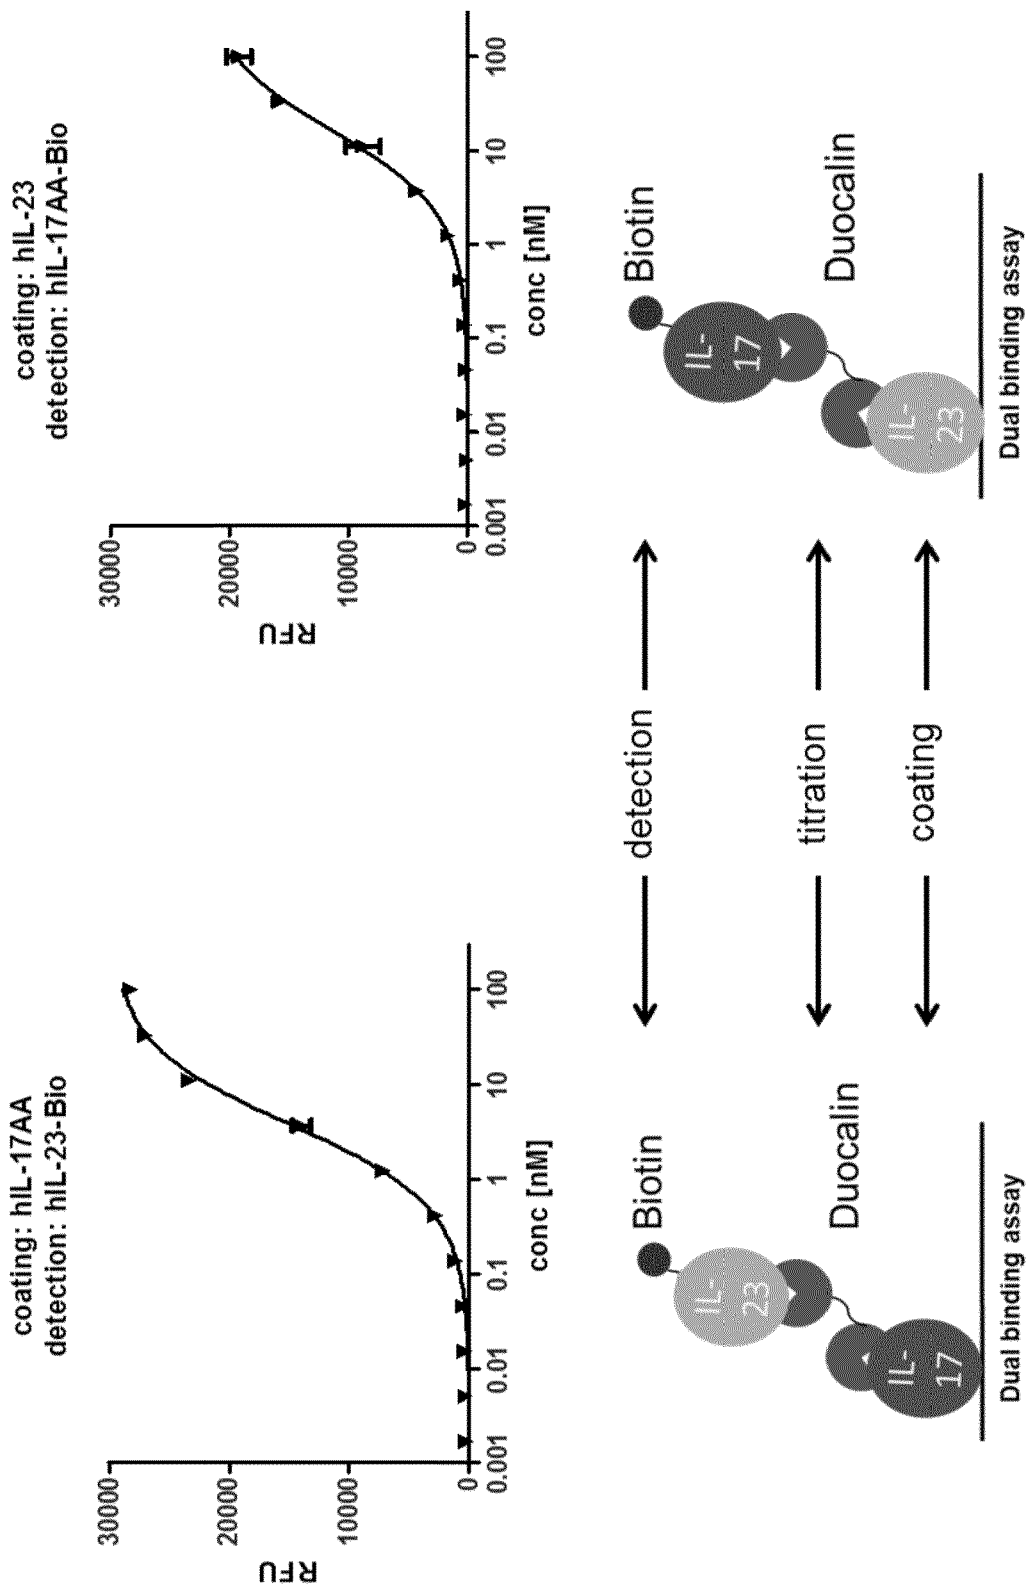 coating: hIL-17AA
detection: hIL-23-Bio
30000
20000
10000
0
RFU
0.001
0.01
0.1
1
10
100
conc [nM]
coating: hIL-23
detection: hIL-17AA-Bio
30000
20000
10000
0
RFU
0.001
0.01
0.1
1
10
100
conc [nM]
Biotin
IL-
23
Duocalin
IL-
17
Dual binding assay
detection
titration
coating
Biotin
IL-
17
Duocalin
IL-
23
Dual binding assay